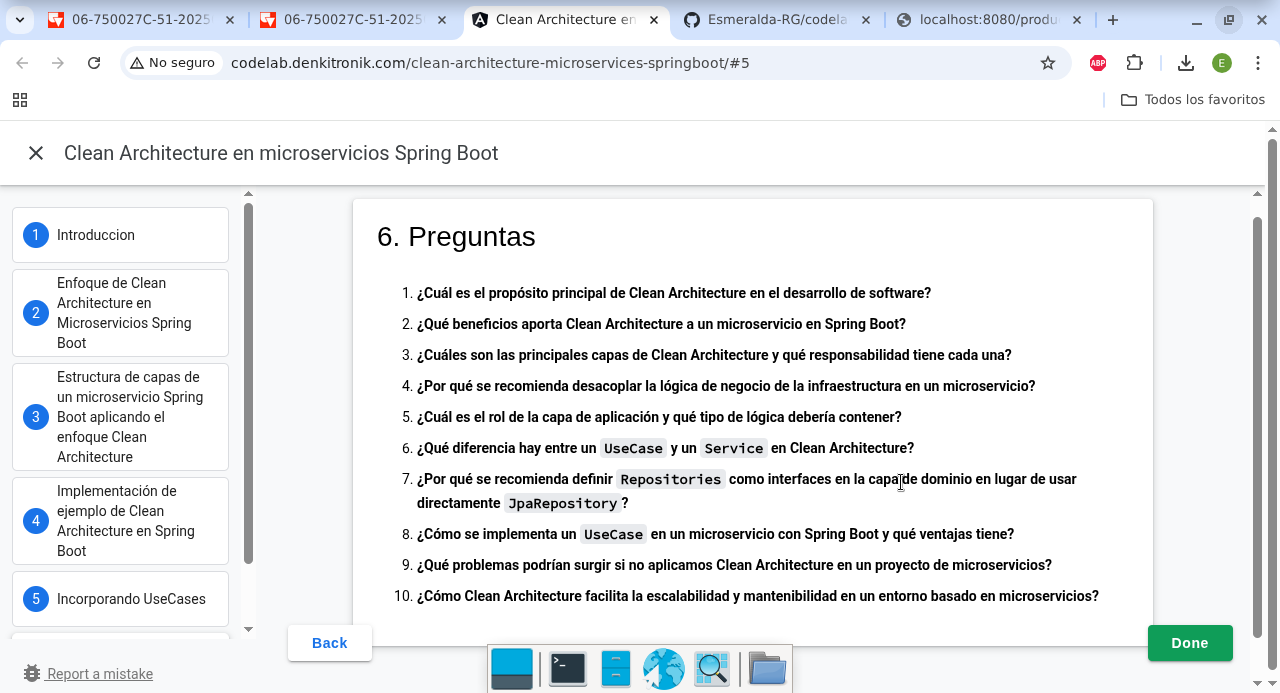 06-750027C-51-2025
06-750027C-51-2025
Clean Architecture en
Esmeralda-RG/codela
localhost:8080/produ
No seguro
codelab.denkitronik.com/clean-architecture-microservices-springboot/#5
ABP
E
Todos los favoritos
Clean Architecture en microservicios Spring Boot
1 Introduccion
2 Enfoque de Clean
Architecture en
Microservicios Spring
Boot
3 Estructura de capas de
un microservicio Spring
Boot aplicando el
enfoque Clean
Architecture
4 Implementación de
ejemplo de Clean
Architecture en Spring
Boot
5 Incorporando UseCases
Report a mistake
6. Preguntas
1. ¿Cuál es el propósito principal de Clean Architecture en el desarrollo de software?
2. ¿Qué beneficios aporta Clean Architecture a un microservicio en Spring Boot?
3. ¿Cuáles son las principales capas de Clean Architecture y qué responsabilidad tiene cada una?
4. ¿Por qué se recomienda desacoplar la lógica de negocio de la infraestructura en un microservicio?
5. ¿Cuál es el rol de la capa de aplicación y qué tipo de lógica debería contener?
6. ¿Qué diferencia hay entre un UseCase y un Service en Clean Architecture?
7. ¿Por qué se recomienda definir Repositories como interfaces en la capa de dominio en lugar de usar
directamente JpaRepository ?
8. ¿Cómo se implementa un UseCase en un microservicio con Spring Boot y qué ventajas tiene?
9. ¿Qué problemas podrían surgir si no aplicamos Clean Architecture en un proyecto de microservicios?
10. ¿Cómo Clean Architecture facilita la escalabilidad y mantenibilidad en un entorno basado en microservicios?
Back
Done